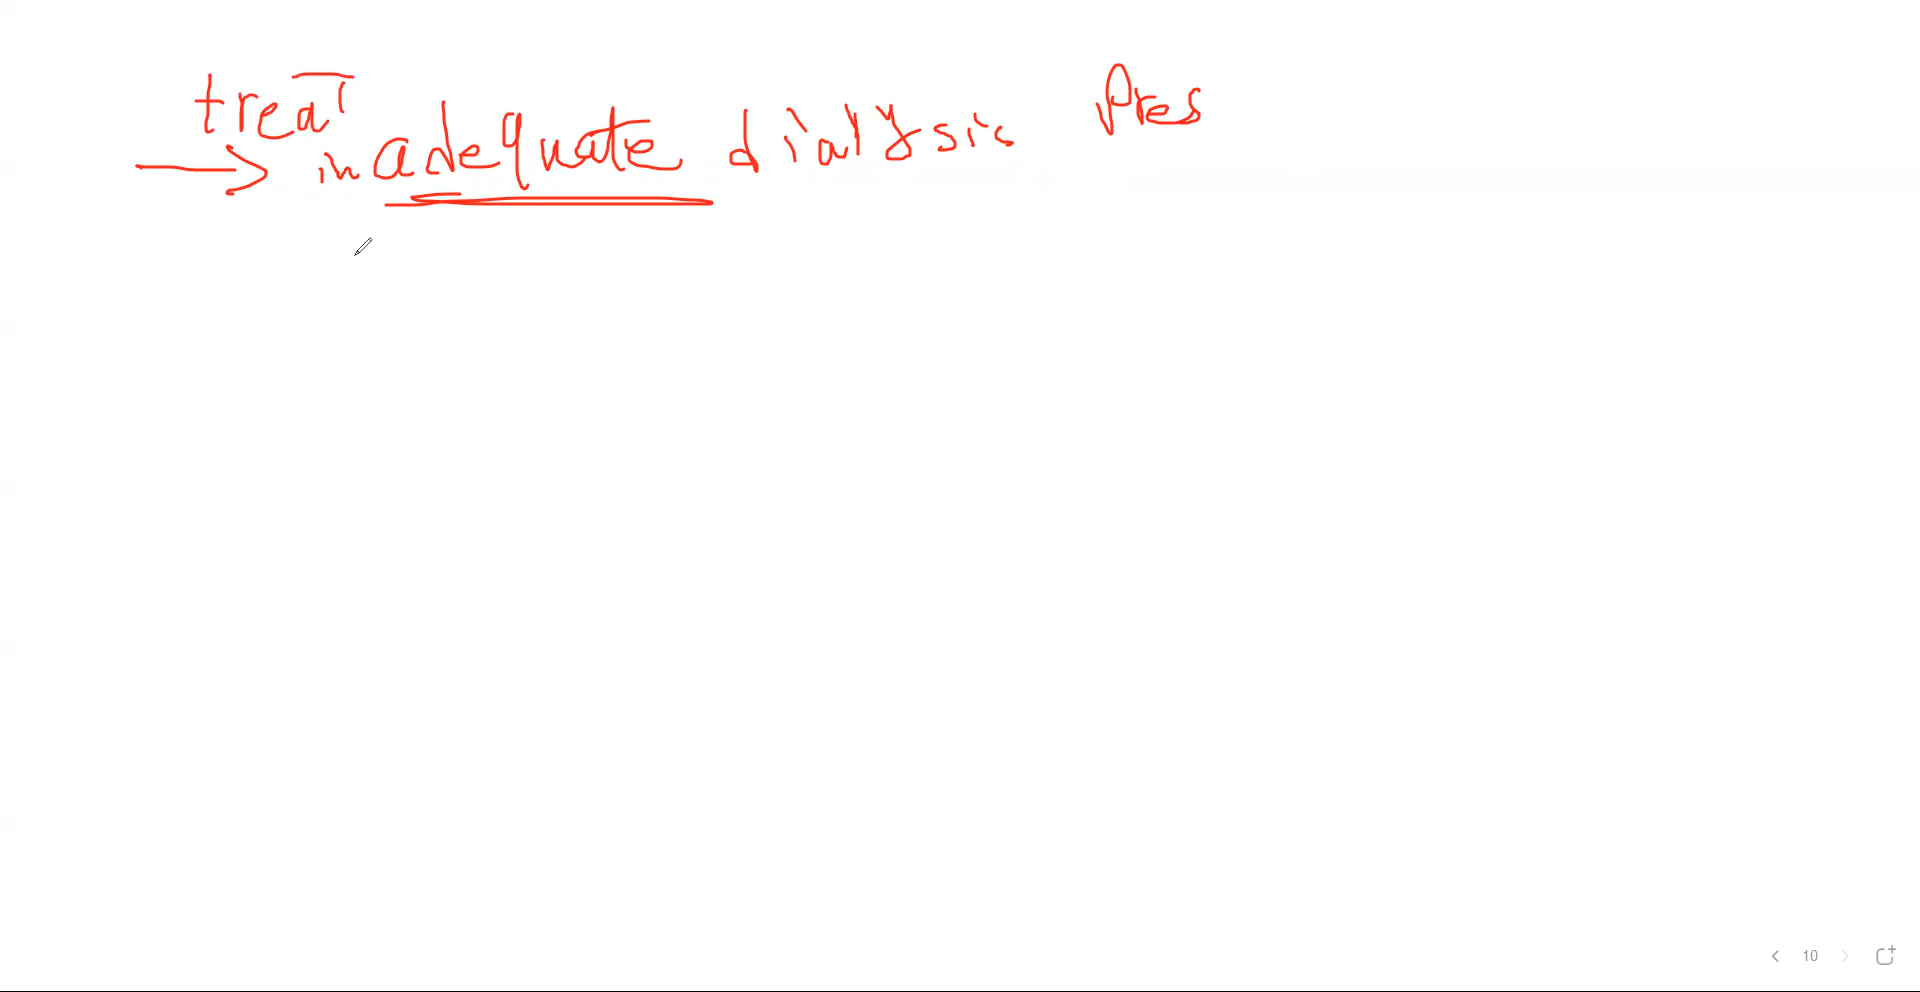 treat
→ inadequate dialysis Pres
10